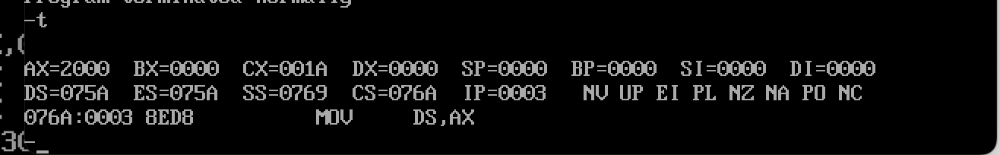 Program terminated normally
-t
AX=2000  BX=0000  CX=001A  DX=0000  SP=0000  BP=0000  SI=0000  DI=0000
DS=075A  ES=075A  SS=0769  CS=076A  IP=0003   NV UP EI PL NZ NA PO NC
076A:0003 8ED8          MOV     DS,AX
-_